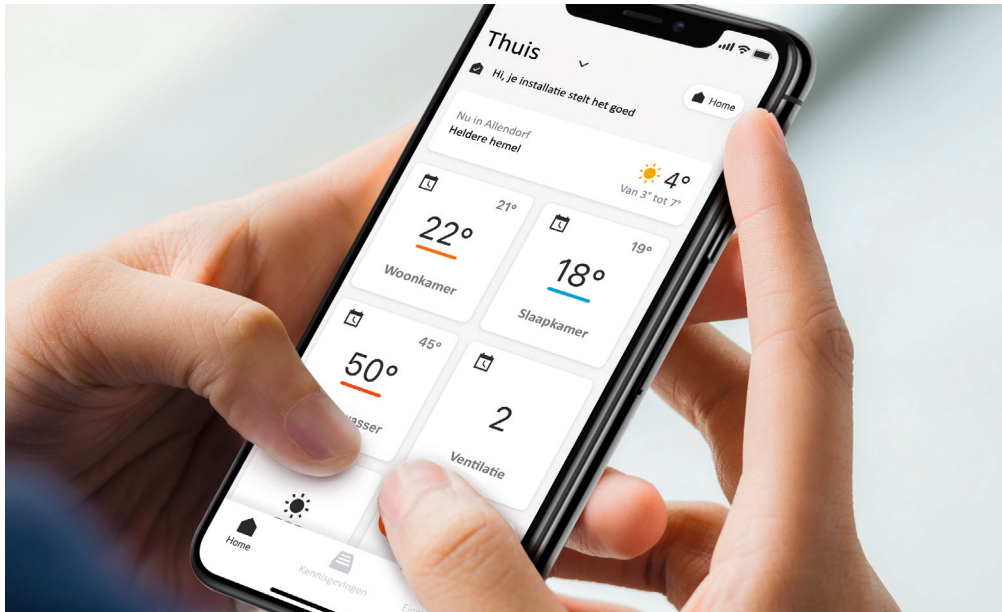 Thuis
Hi, je installatie stelt het goed
Home
Nu in Allendorf
Heldere hemel
4°
Van 3° tot 7°
21°
22°
Woonkamer
19°
18°
Slaapkamer
45°
50°
2
Ventilatie
Home
Kennisgevingen